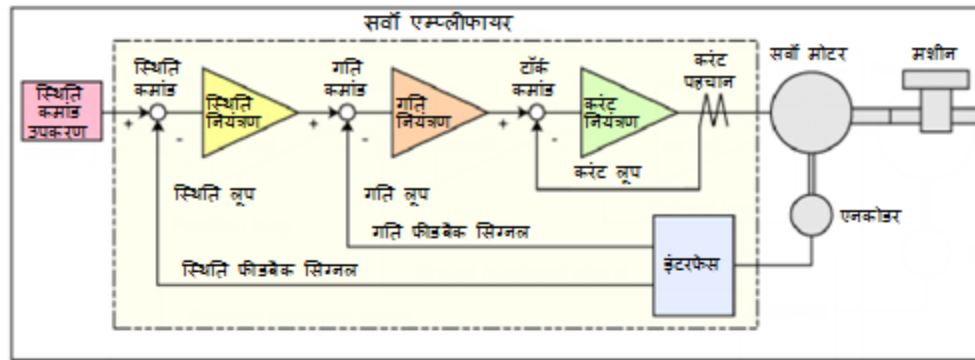 सर्वो एम्प्लीफायर
स्थिति
कमांड
उपकरण
स्थिति
कमांड
स्थिति
नियंत्रण
गति
कमांड
गति
नियंत्रण
टॉर्क
कमांड
करंट
नियंत्रण
करंट
पहचान
सर्वो मोटर
मशीन
+
-
+
-
+
-
करंट लूप
स्थिति लूप
गति लूप
एनकोडर
गति फीडबैक सिग्नल
इंटरफेस
स्थिति फीडबैक सिग्नल